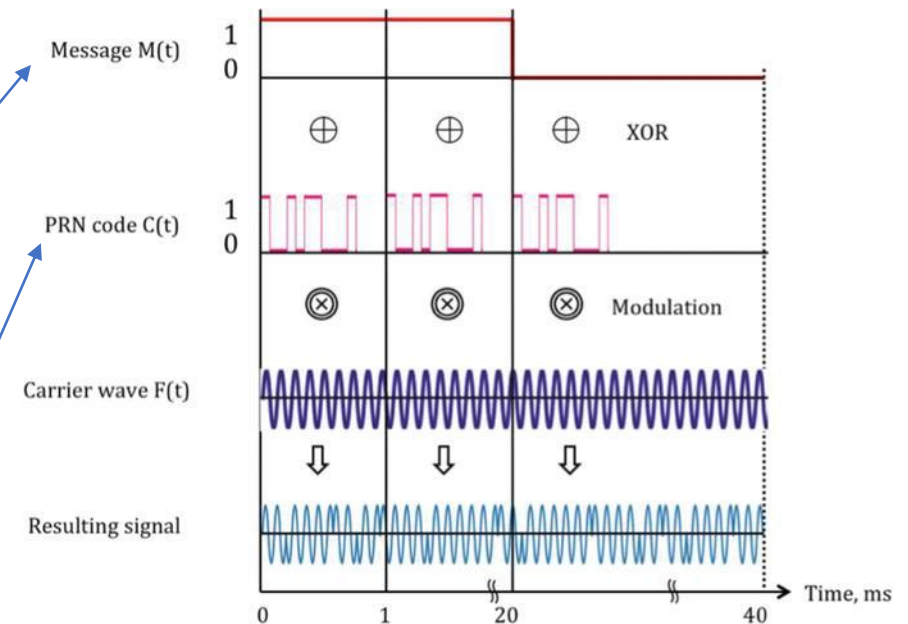 Message M(t)
1
0
XOR
PRN code C(t)
1
0
Modulation
Carrier wave F(t)
Resulting signal
Time, ms
0 1 20 40